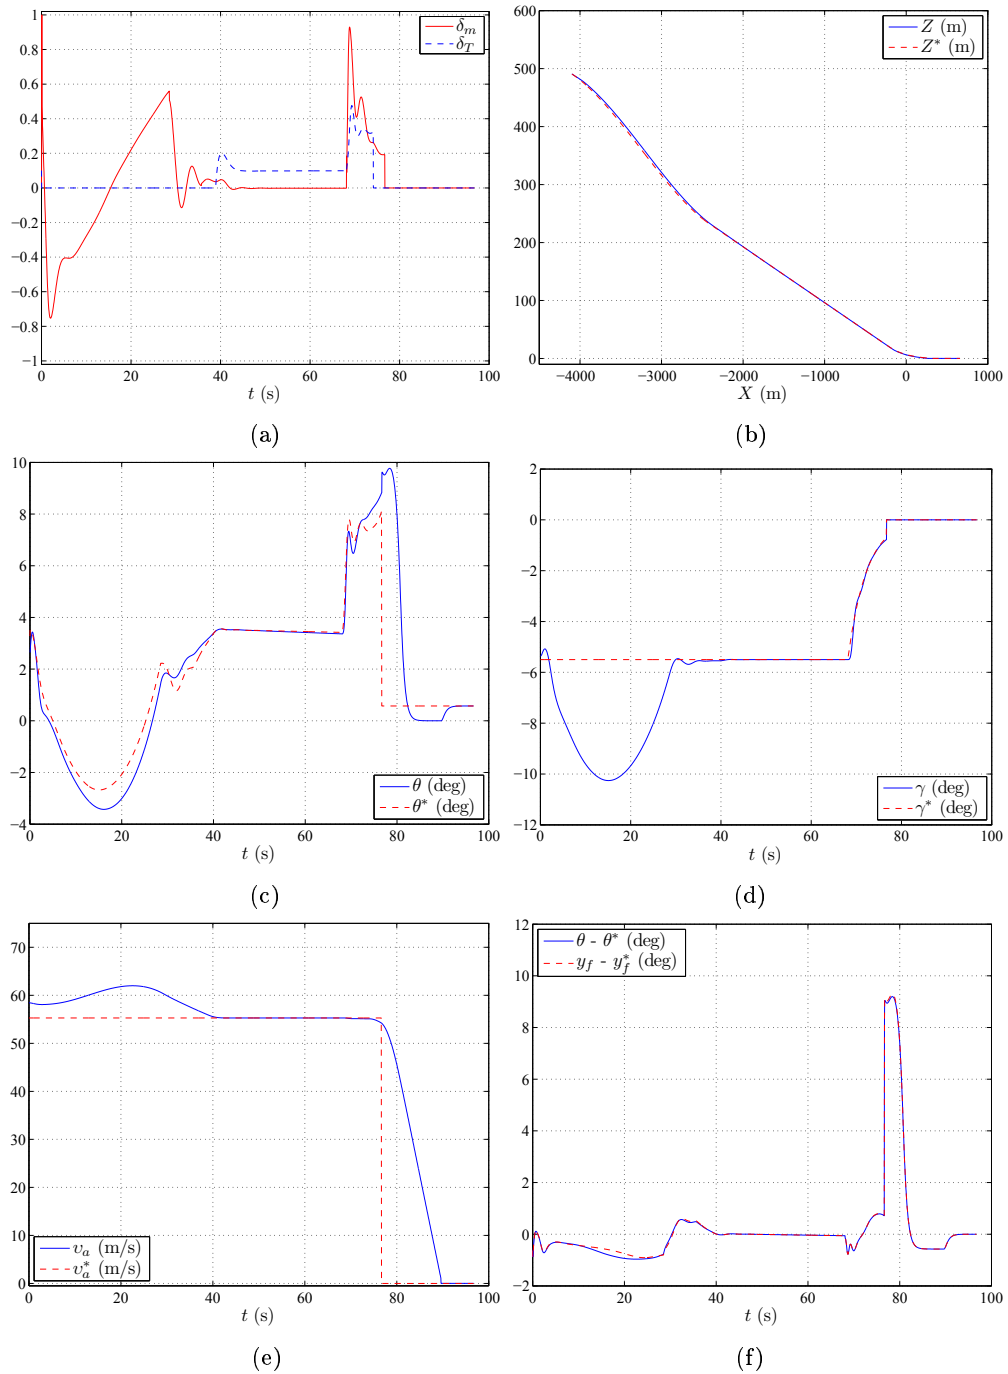 1
0.8
0.6
0.4
0.2
0
−0.2
−0.4
−0.6
−0.8
−1
0 20 40 60 80 100
t (s)
δm
δT
(a)
600
500
400
300
200
100
0
−4000 −3000 −2000 −1000 0 1000
X (m)
Z (m)
Z* (m)
(b)
10
8
6
4
2
0
−2
−4
0 20 40 60 80 100
t (s)
θ (deg)
θ* (deg)
(c)
2
0
−2
−4
−6
−8
−10
−12
0 20 40 60 80 100
t (s)
γ (deg)
γ* (deg)
(d)
70
60
50
40
30
20
10
0
0 20 40 60 80 100
t (s)
υa (m/s)
υa* (m/s)
(e)
12
10
8
6
4
2
0
−2
0 20 40 60 80 100
t (s)
θ - θ* (deg)
yf - yf* (deg)
(f)